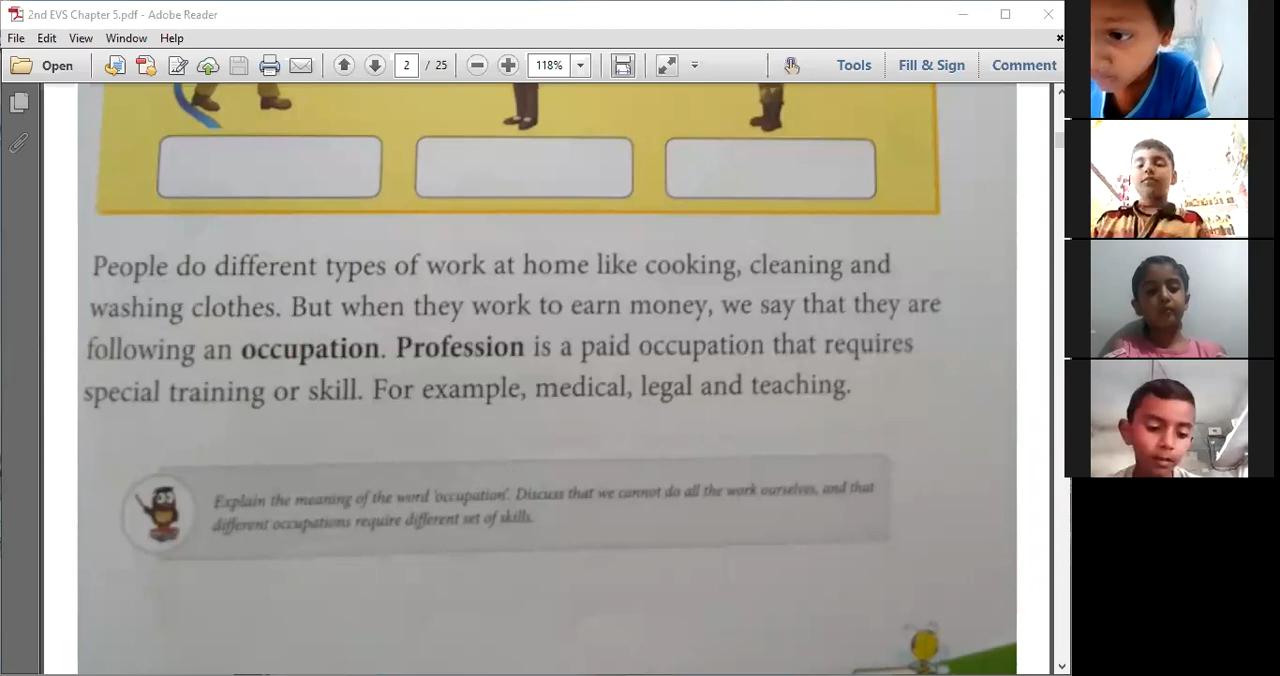 2nd EVS Chapter 5.pdf - Adobe Reader
File Edit View Window Help
Open 2 / 25 118% Tools Fill & Sign Comment
People do different types of work at home like cooking, cleaning and
washing clothes. But when they work to earn money, we say that they are
following an occupation. Profession is a paid occupation that requires
special training or skill. For example, medical, legal and teaching.
Explain the meaning of the word 'occupation'. Discuss that we cannot do all the work ourselves, and that
different occupations require different set of skills.